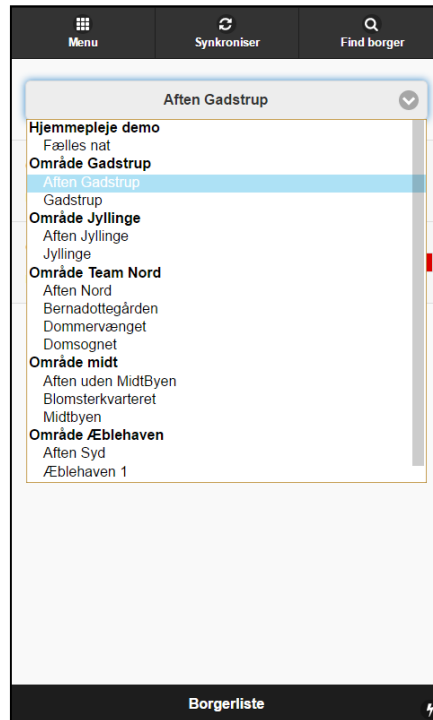 Menu
Synkroniser
Find borger
Aften Gadstrup
Hjemmepleje demo
Fælles nat
Område Gadstrup
Aften Gadstrup
Gadstrup
Område Jyllinge
Aften Jyllinge
Jyllinge
Område Team Nord
Aften Nord
Bernadottegården
Dommervænget
Domsognet
Område midt
Aften uden MidtByen
Blomsterkvarteret
Midtbyen
Område Æblehaven
Aften Syd
Æblehaven 1
Borgerliste